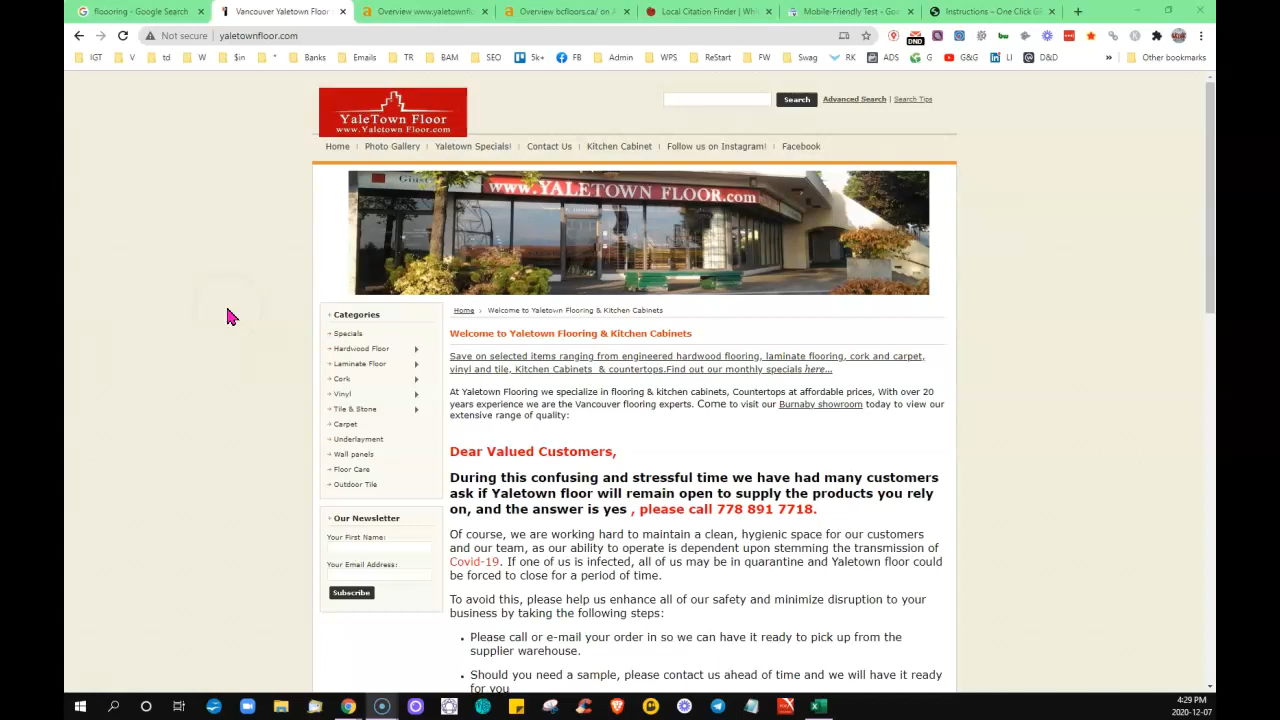 flooring - Google Search
Vancouver Yaletown Floor
Overview www.yaletownfl
Overview bcfloors.ca/ on A
Local Citation Finder | Whi
Mobile-Friendly Test - Goo
Instructions – One Click Gl
Not secure | yaletownfloor.com
IGT V td W $in * Banks Emails TR BAM SEO 5k+ FB Admin WPS ReStart FW Swag RK ADS G G&G LI D&D » Other bookmarks
YaleTown Floor
www.Yaletown Floor.com
Search Advanced Search | Search Tips
Home Photo Gallery Yaletown Specials! Contact Us Kitchen Cabinet Follow us on Instagram! Facebook
www.YALETOWN FLOOR.com
Categories
Specials
Hardwood Floor
Laminate Floor
Cork
Vinyl
Tile & Stone
Carpet
Underlayment
Wall panels
Floor Care
Outdoor Tile
Our Newsletter
Your First Name:
Your Email Address:
Subscribe
Home › Welcome to Yaletown Flooring & Kitchen Cabinets
Welcome to Yaletown Flooring & Kitchen Cabinets
Save on selected items ranging from engineered hardwood flooring, laminate flooring, cork and carpet,
vinyl and tile, Kitchen Cabinets & countertops.Find out our monthly specials here...
At Yaletown Flooring we specialize in flooring & kitchen cabinets, Countertops at affordable prices, With over 20
years experience we are the Vancouver flooring experts. Come to visit our Burnaby showroom today to view our
extensive range of quality:
Dear Valued Customers,
During this confusing and stressful time we have had many customers
ask if Yaletown floor will remain open to supply the products you rely
on, and the answer is yes , please call 778 891 7718.
Of course, we are working hard to maintain a clean, hygienic space for our customers
and our team, as our ability to operate is dependent upon stemming the transmission of
Covid-19. If one of us is infected, all of us may be in quarantine and Yaletown floor could
be forced to close for a period of time.
To avoid this, please help us enhance all of our safety and minimize disruption to your
business by taking the following steps:
Please call or e-mail your order in so we can have it ready to pick up from the
supplier warehouse.
Should you need a sample, please contact us ahead of time and we will have it ready
for you
4:29 PM
2020-12-07